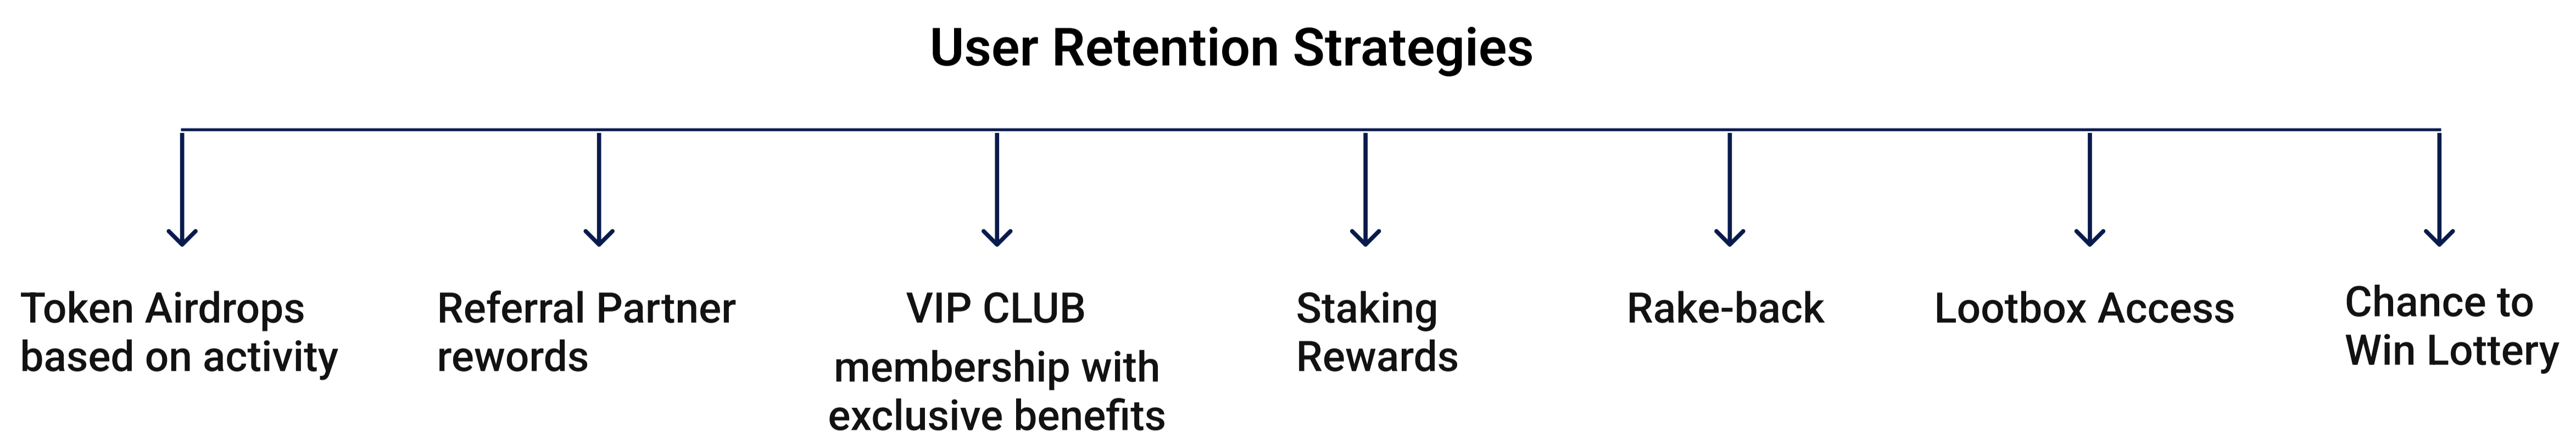 User Retention Strategies
Token Airdrops
based on activity
Referral Partner
rewords
VIP CLUB
membership with
exclusive benefits
Staking
Rewards
Rake-back
Lootbox Access
Chance to
Win Lottery